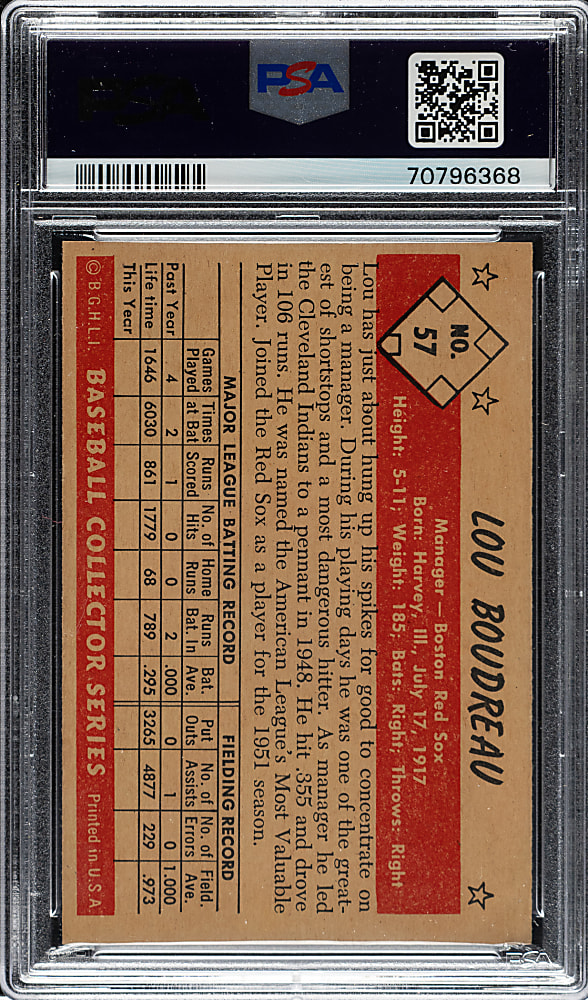 PSA
70796368
NO.
57
LOU BOUDREAU
Manager — Boston Red Sox
Born: Harvey, Ill., July 17, 1917
Height: 5-11; Weight: 185; Bats: Right; Throws: Right
Lou has just about hung up his spikes for good to concentrate on
being a manager. During his playing days he was one of the great-
est of shortstops and a most dangerous hitter. As manager he led
the Cleveland Indians to a pennant in 1948. He hit .355 and drove
in 106 runs. He was named the American League's Most Valuable
Player. Joined the Red Sox as a player for the 1951 season.
MAJOR LEAGUE BATTING RECORD FIELDING RECORD
Games Times Runs No. of Home Runs Bat. Put No. of No. of Field.
Played at Bat Scored Hits Runs Bat. In Ave. Outs Assists Errors Ave.
Past Year 4 2 1 0 0 2 .000 0 1 0 1.000
Life time 1646 6030 861 1779 68 789 .295 3265 4877 229 .973
This Year
© B.G.H.L.I. BASEBALL COLLECTOR SERIES Printed in U.S.A.
PSA